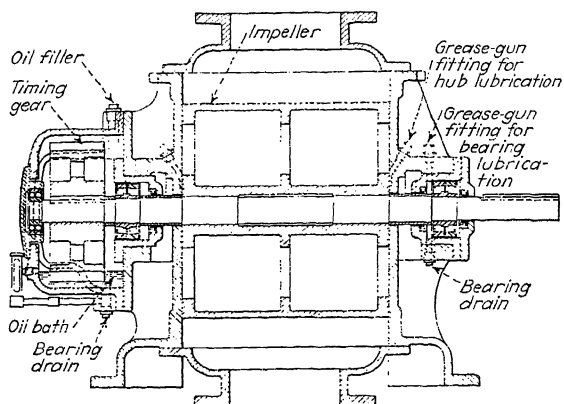 Oil filler
Timing
gear
Impeller
Grease-gun
fitting for
hub lubrication
Grease-gun
fitting for
bearing
lubrica-
tion
Oil bath
Bearing
drain
Bearing
drain